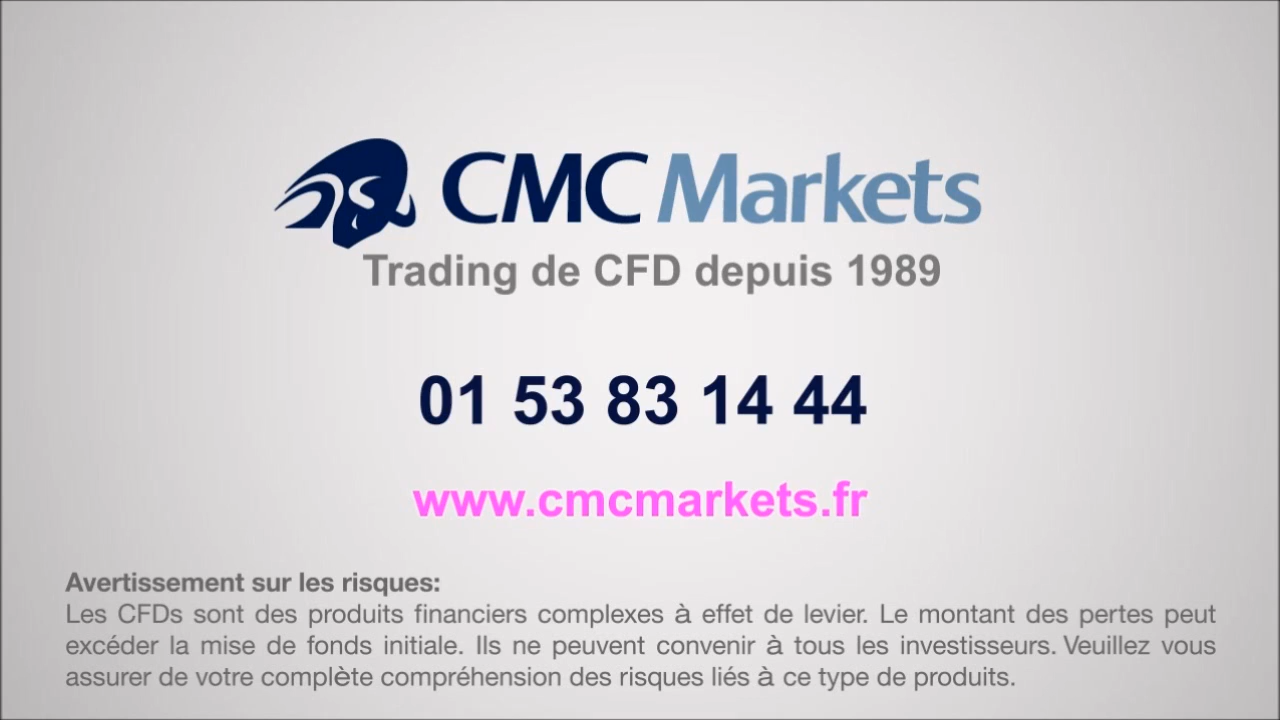 CMC Markets
Trading de CFD depuis 1989
01 53 83 14 44
www.cmcmarkets.fr
Avertissement sur les risques:
Les CFDs sont des produits financiers complexes à effet de levier. Le montant des pertes peut
excéder la mise de fonds initiale. Ils ne peuvent convenir à tous les investisseurs. Veuillez vous
assurer de votre complète compréhension des risques liés à ce type de produits.